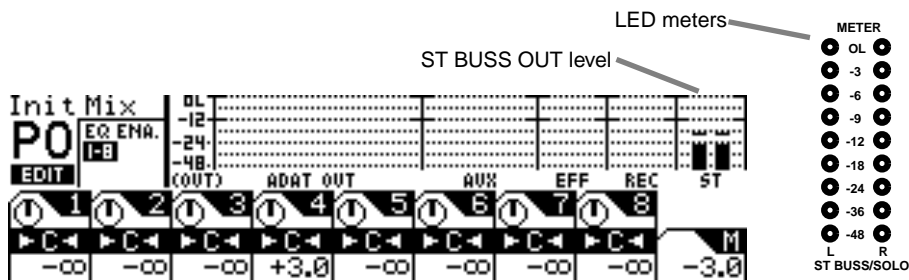 LED meters
METER
ST BUSS OUT level
OL
-3
-6
-9
-12
-18
-24
-36
-48
L R
ST BUSS/SOLO
Init Mix
P0 EQ ENA.
1-8
EDIT
OL
-12
-24
-48
(OUT) ADAT OUT AUX EFF REC ST
1 2 3 4 5 6 7 8
C C C C C C C C M
-∞ -∞ -∞ +3.0 -∞ -∞ -∞ -∞ -3.0